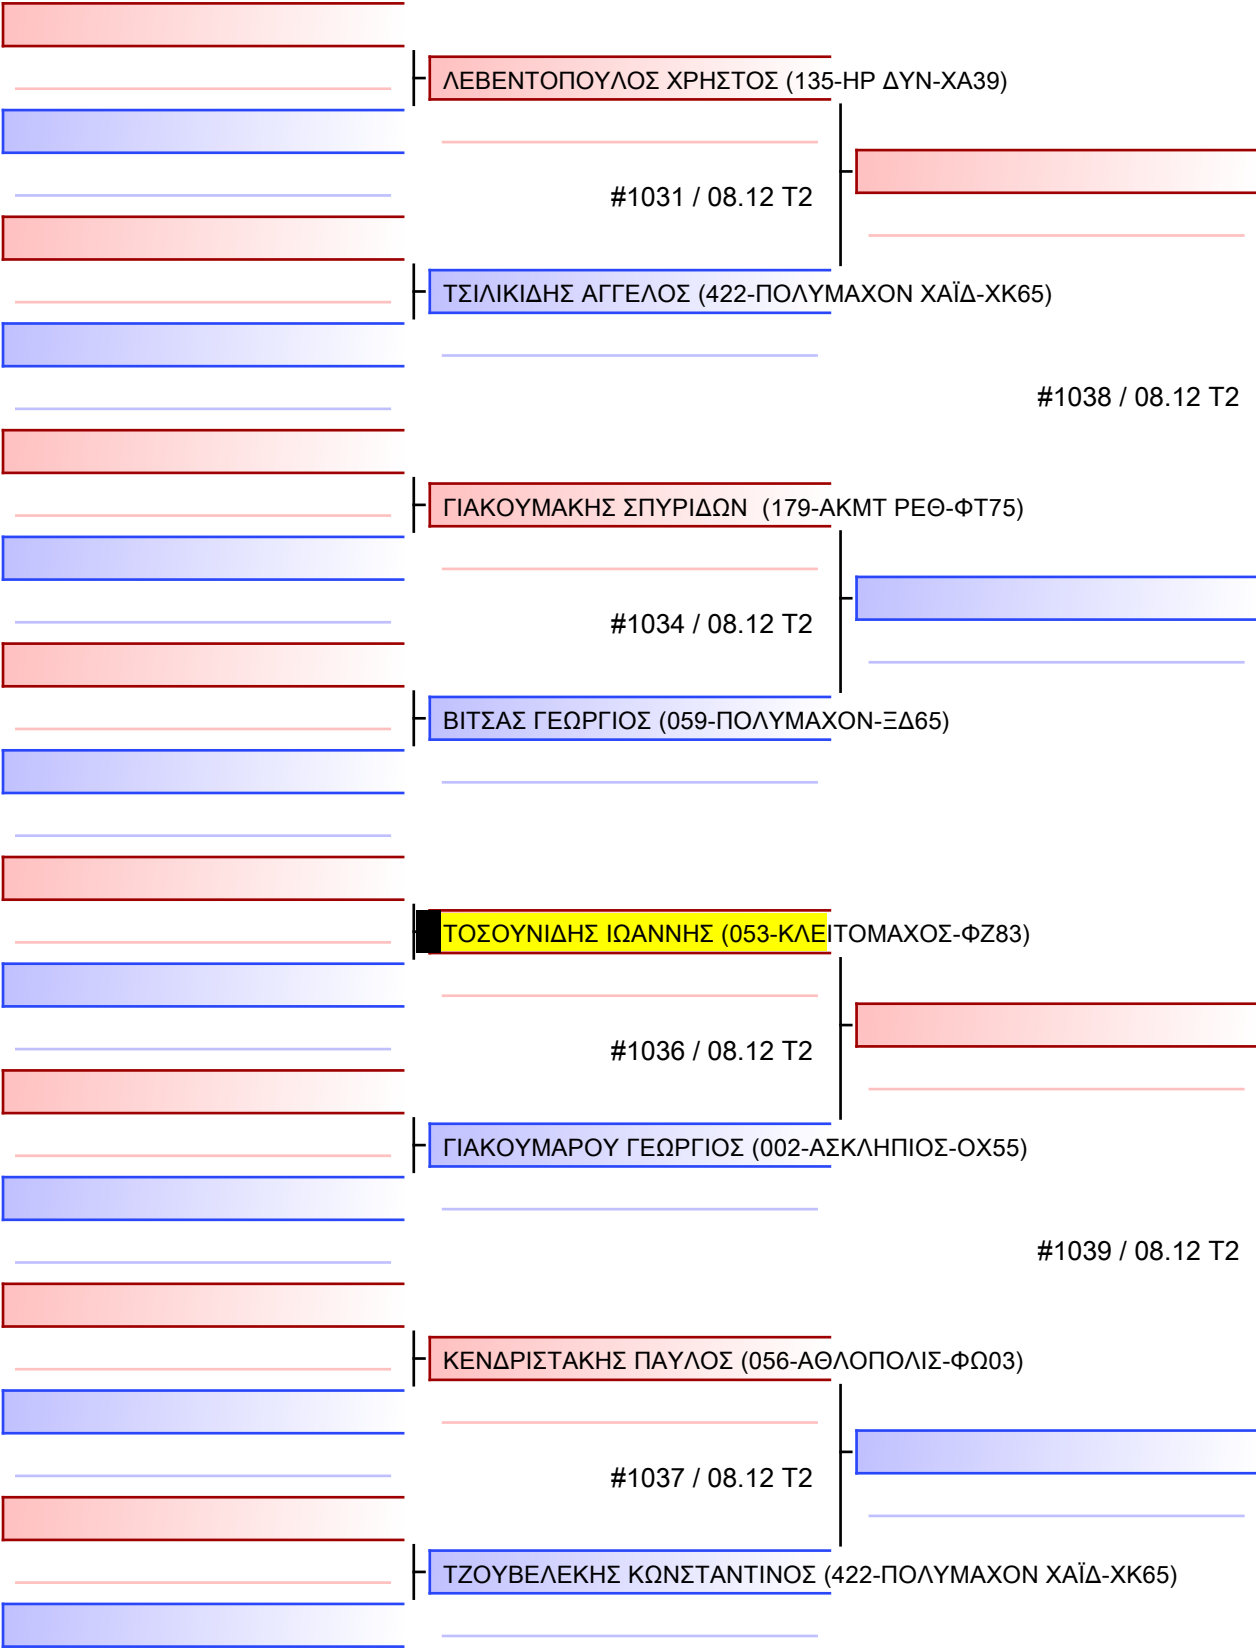 ΛΕΒΕΝΤΟΠΟΥΛΟΣ ΧΡΗΣΤΟΣ (135-ΗΡ ΔΥΝ-ΧΑ39)
#1031 / 08.12 T2
ΤΣΙΛΙΚΙΔΗΣ ΑΓΓΕΛΟΣ (422-ΠΟΛΥΜΑΧΟΝ ΧΑΪΔ-ΧΚ65)
#1038 / 08.12 T2
ΓΙΑΚΟΥΜΑΚΗΣ ΣΠΥΡΙΔΩΝ (179-ΑΚΜΤ ΡΕΘ-ΦΤ75)
#1034 / 08.12 T2
ΒΙΤΣΑΣ ΓΕΩΡΓΙΟΣ (059-ΠΟΛΥΜΑΧΟΝ-ΞΔ65)
ΤΟΣΟΥΝΙΔΗΣ ΙΩΑΝΝΗΣ (053-ΚΛΕΙΤΟΜΑΧΟΣ-ΦΖ83)
#1036 / 08.12 T2
ΓΙΑΚΟΥΜΑΡΟΥ ΓΕΩΡΓΙΟΣ (002-ΑΣΚΛΗΠΙΟΣ-ΟΧ55)
#1039 / 08.12 T2
ΚΕΝΔΡΙΣΤΑΚΗΣ ΠΑΥΛΟΣ (056-ΑΘΛΟΠΟΛΙΣ-ΦΩ03)
#1037 / 08.12 T2
ΤΖΟΥΒΕΛΕΚΗΣ ΚΩΝΣΤΑΝΤΙΝΟΣ (422-ΠΟΛΥΜΑΧΟΝ ΧΑΪΔ-ΧΚ65)